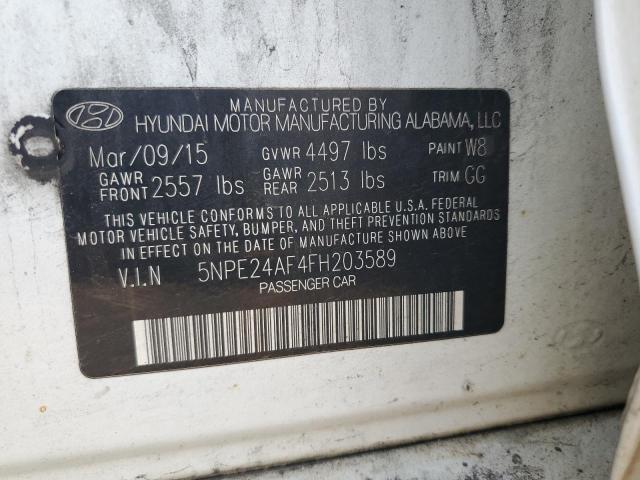 MANUFACTURED BY
HYUNDAI MOTOR MANUFACTURING ALABAMA, LLC
Mar/09/15 GVWR 4497 lbs PAINT W8
GAWR FRONT 2557 lbs GAWR REAR 2513 lbs TRIM GG
THIS VEHICLE CONFORMS TO ALL APPLICABLE U.S.A. FEDERAL
MOTOR VEHICLE SAFETY, BUMPER, AND THEFT PREVENTION STANDARDS
IN EFFECT ON THE DATE OF MANUFACTURE SHOWN ABOVE.
V.I.N 5NPE24AF4FH203589
PASSENGER CAR